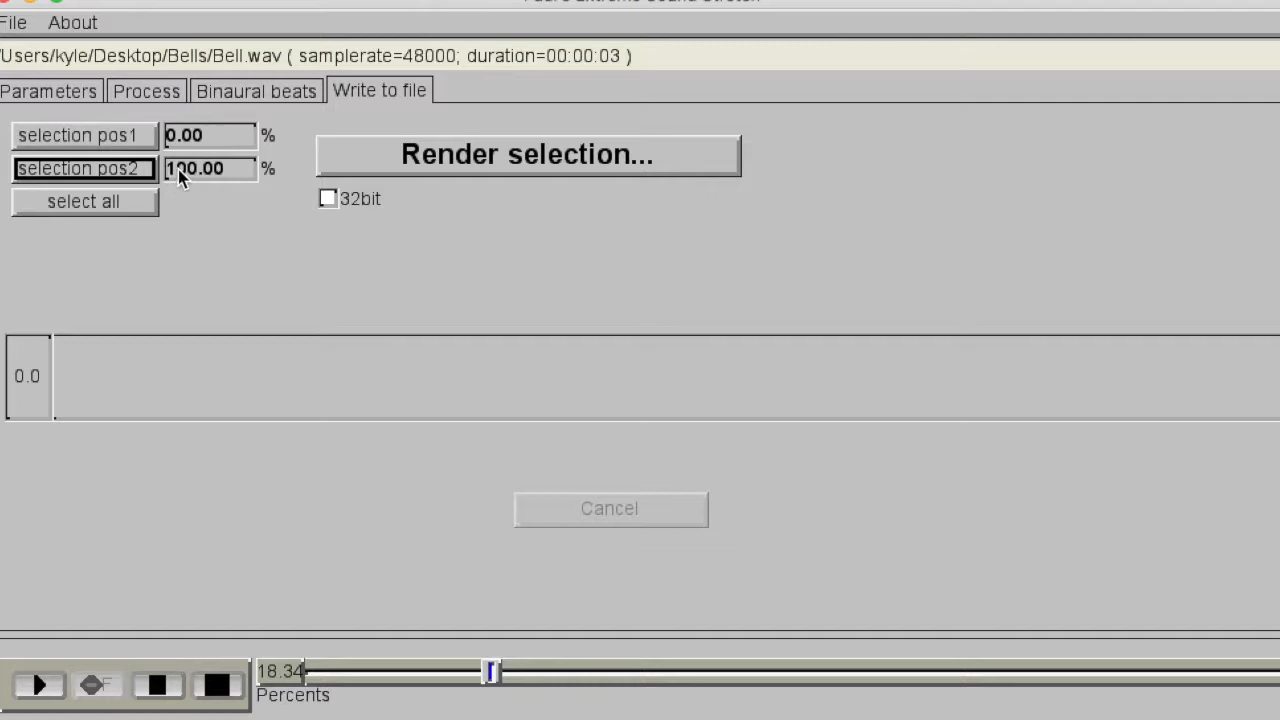 File About
/Users/kyle/Desktop/Bells/Bell.wav ( samplerate=48000; duration=00:00:03 )
Parameters Process Binaural beats Write to file
selection pos1 0.00 %
Render selection...
selection pos2 100.00 %
select all
32bit
0.0
Cancel
F
18.34
Percents